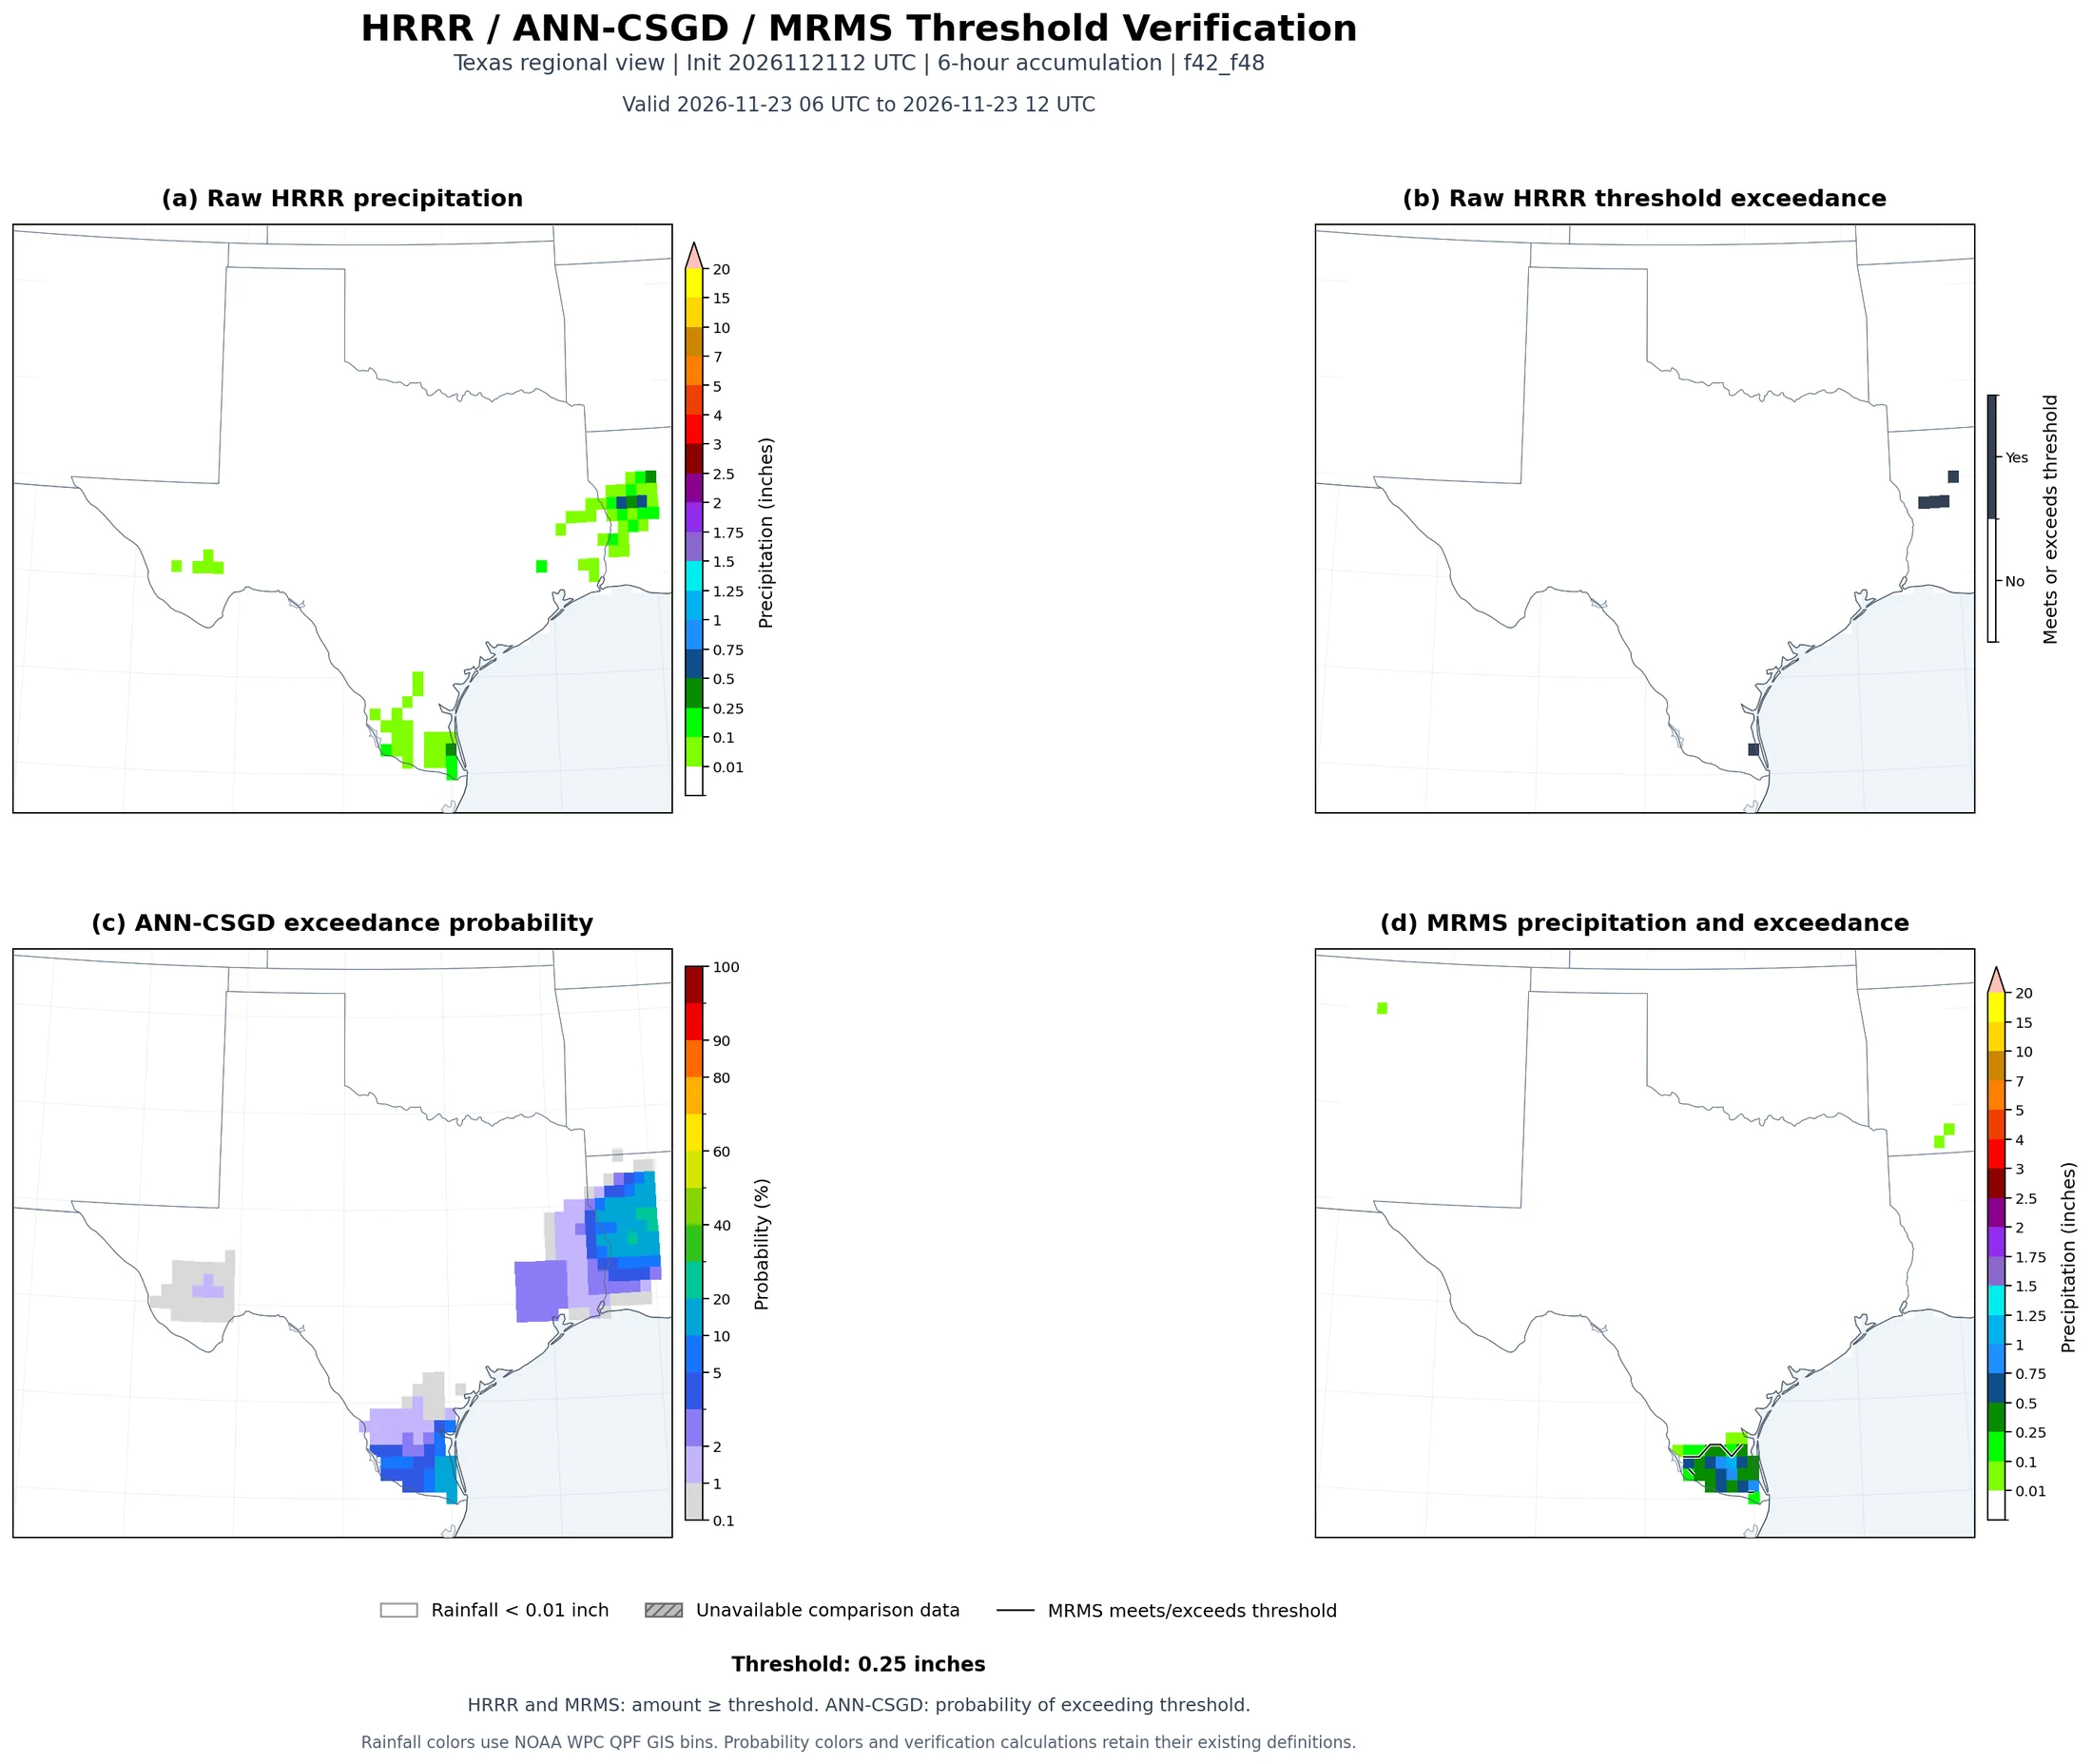 HRRR / ANN-CSGD / MRMS Threshold Verification
Texas regional view | Init 2026112112 UTC | 6-hour accumulation | f42_f48
Valid 2026-11-23 06 UTC to 2026-11-23 12 UTC
(a) Raw HRRR precipitation
20
15
10
7
5
4
3
2.5
2
1.75
1.5
1.25
1
0.75
0.5
0.25
0.1
0.01
Precipitation (inches)
(b) Raw HRRR threshold exceedance
Yes
No
Meets or exceeds threshold
(c) ANN-CSGD exceedance probability
100
90
80
60
40
20
10
5
2
1
0.1
Probability (%)
(d) MRMS precipitation and exceedance
20
15
10
7
5
4
3
2.5
2
1.75
1.5
1.25
1
0.75
0.5
0.25
0.1
0.01
Precipitation (inches)
Rainfall < 0.01 inch Unavailable comparison data MRMS meets/exceeds threshold
Threshold: 0.25 inches
HRRR and MRMS: amount ≥ threshold. ANN-CSGD: probability of exceeding threshold.
Rainfall colors use NOAA WPC QPF GIS bins. Probability colors and verification calculations retain their existing definitions.